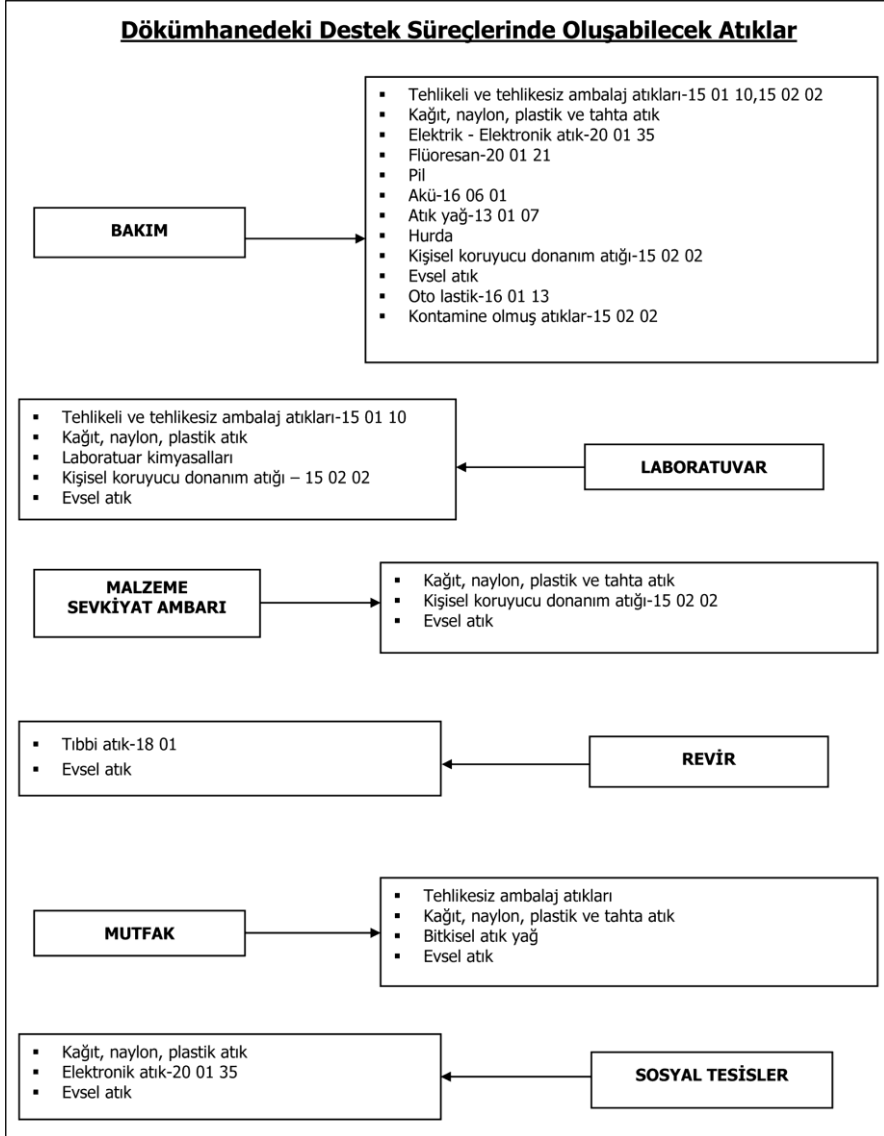 Dökümhanedeki Destek Süreçlerinde Oluşabilecek Atıklar
BAKIM
▪ Tehlikeli ve tehlikesiz ambalaj atıkları-15 01 10,15 02 02
▪ Kağıt, naylon, plastik ve tahta atık
▪ Elektrik - Elektronik atık-20 01 35
▪ Flüoresan-20 01 21
▪ Pil
▪ Akü-16 06 01
▪ Atık yağ-13 01 07
▪ Hurda
▪ Kişisel koruyucu donanım atığı-15 02 02
▪ Evsel atık
▪ Oto lastik-16 01 13
▪ Kontamine olmuş atıklar-15 02 02
LABORATUVAR
▪ Tehlikeli ve tehlikesiz ambalaj atıkları-15 01 10
▪ Kağıt, naylon, plastik atık
▪ Laboratuar kimyasalları
▪ Kişisel koruyucu donanım atığı – 15 02 02
▪ Evsel atık
MALZEME
SEVKİYAT AMBARI
▪ Kağıt, naylon, plastik ve tahta atık
▪ Kişisel koruyucu donanım atığı-15 02 02
▪ Evsel atık
REVİR
▪ Tıbbi atık-18 01
▪ Evsel atık
MUTFAK
▪ Tehlikesiz ambalaj atıkları
▪ Kağıt, naylon, plastik ve tahta atık
▪ Bitkisel atık yağ
▪ Evsel atık
SOSYAL TESİSLER
▪ Kağıt, naylon, plastik atık
▪ Elektronik atık-20 01 35
▪ Evsel atık